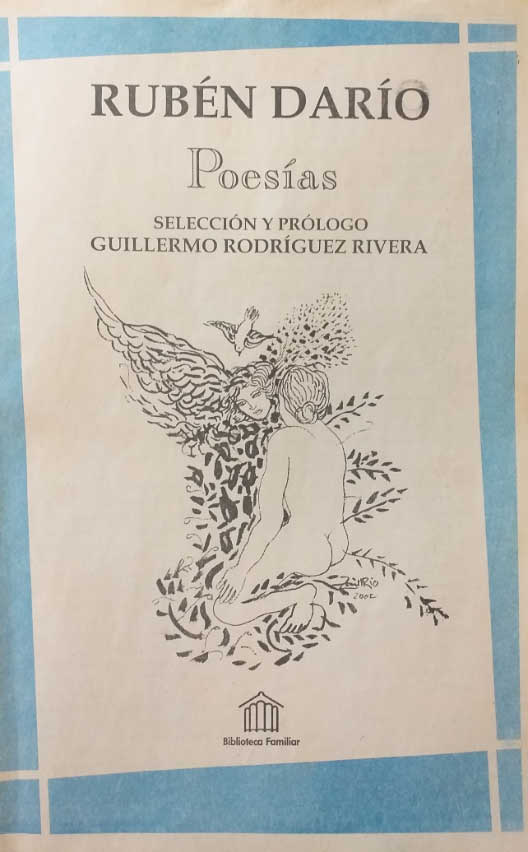 RUBÉN DARÍO
Poesías
SELECCIÓN Y PRÓLOGO
GUILLERMO RODRÍGUEZ RIVERA
2002
Biblioteca Familiar